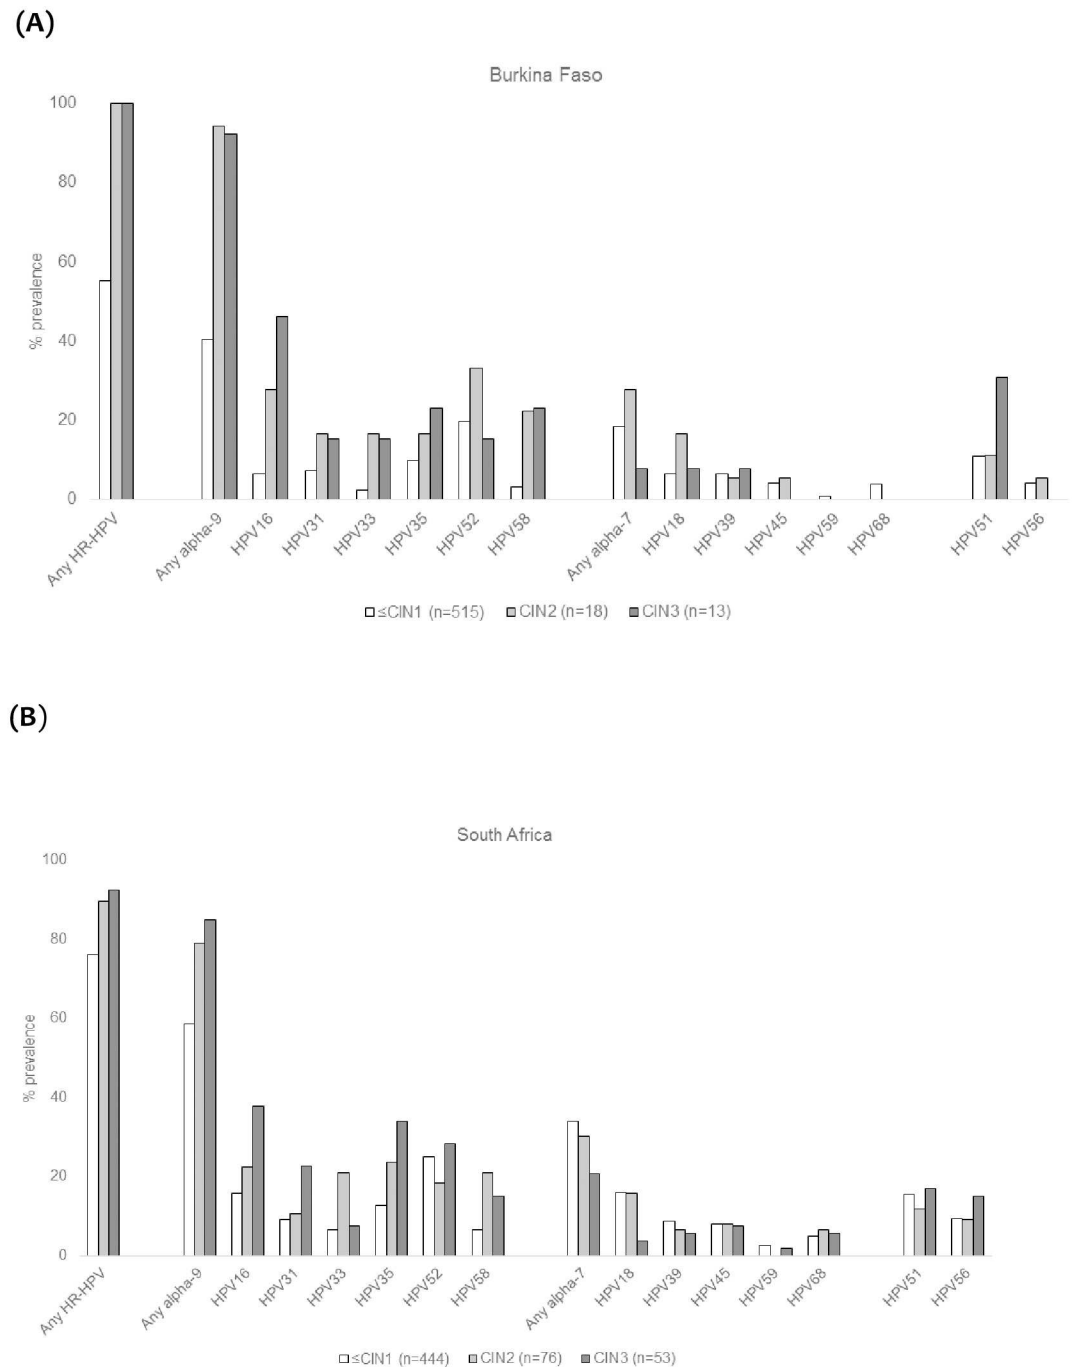 (A)
Burkina Faso
100
80
60
40
20
0
% prevalence
Any HR-HPV
Any alpha-9
HPV16
HPV31
HPV33
HPV35
HPV52
HPV58
Any alpha-7
HPV18
HPV39
HPV45
HPV59
HPV68
HPV51
HPV56
≤CIN1 (n=515) CIN2 (n=18) CIN3 (n=13)
(B)
South Africa
100
80
60
40
20
0
% prevalence
Any HR-HPV
Any alpha-9
HPV16
HPV31
HPV33
HPV35
HPV52
HPV58
Any alpha-7
HPV18
HPV39
HPV45
HPV59
HPV68
HPV51
HPV56
≤CIN1 (n=444) CIN2 (n=76) CIN3 (n=53)